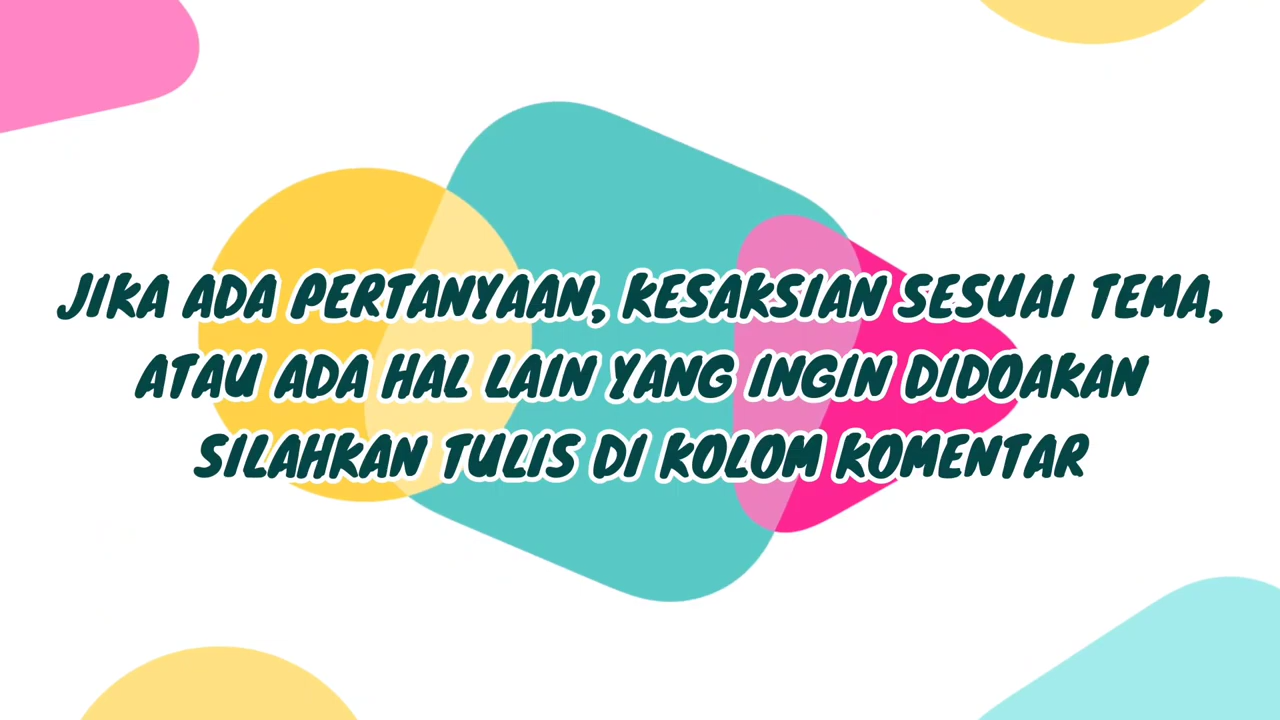 JIKA ADA PERTANYAAN, KESAKSIAN SESUAI TEMA,
ATAU ADA HAL LAIN YANG INGIN DIDOAKAN
SILAHKAN TULIS DI KOLOM KOMENTAR